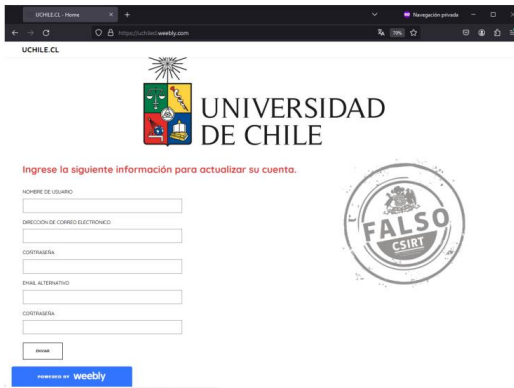 UCHILE.CL - Home
Navegación privada
https://uchilecl.weebly.com
70%
UCHILE.CL
UNIVERSIDAD
DE CHILE
Ingrese la siguiente información para actualizar su cuenta.
NOMBRE DE USUARIO
DIRECCIÓN DE CORREO ELECTRÓNICO
CONTRASEÑA
EMAIL ALTERNATIVO
CONTRASEÑA
ENVIAR
FALSO
CSIRT
POWERED BY weebly